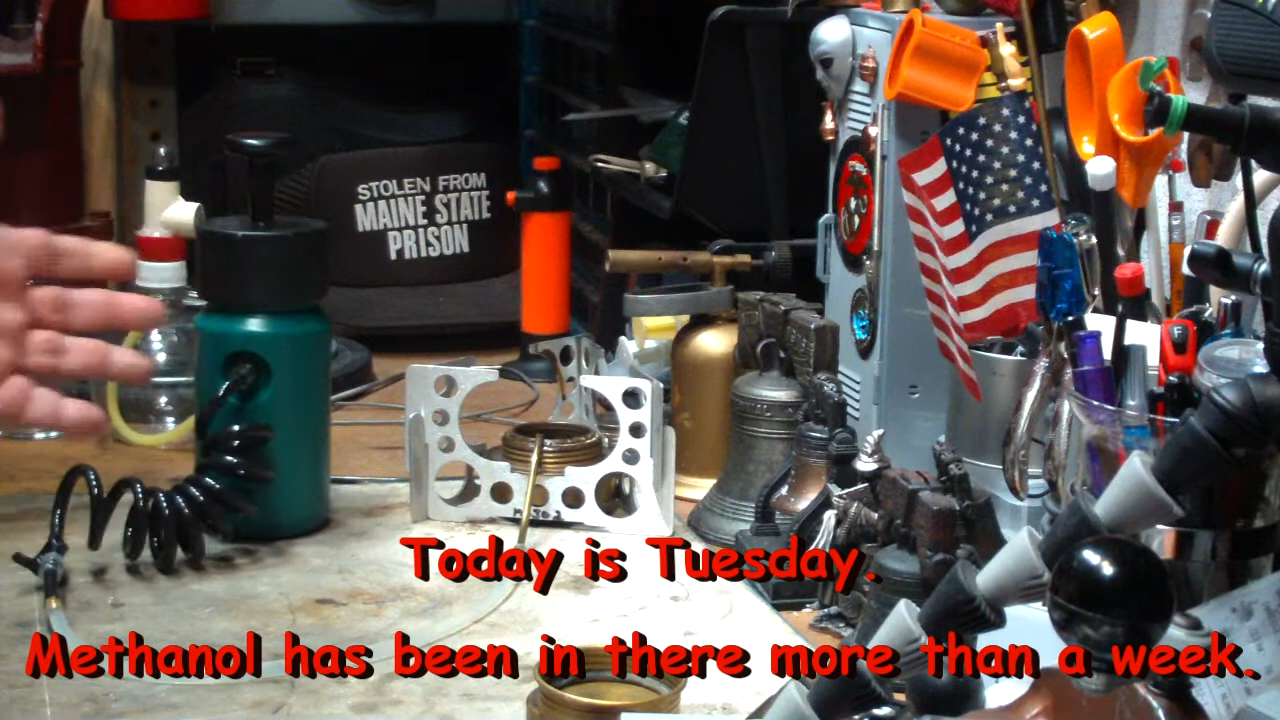 STOLEN FROM
MAINE STATE
PRISON
Today is Tuesday.
Methanol has been in there more than a week.